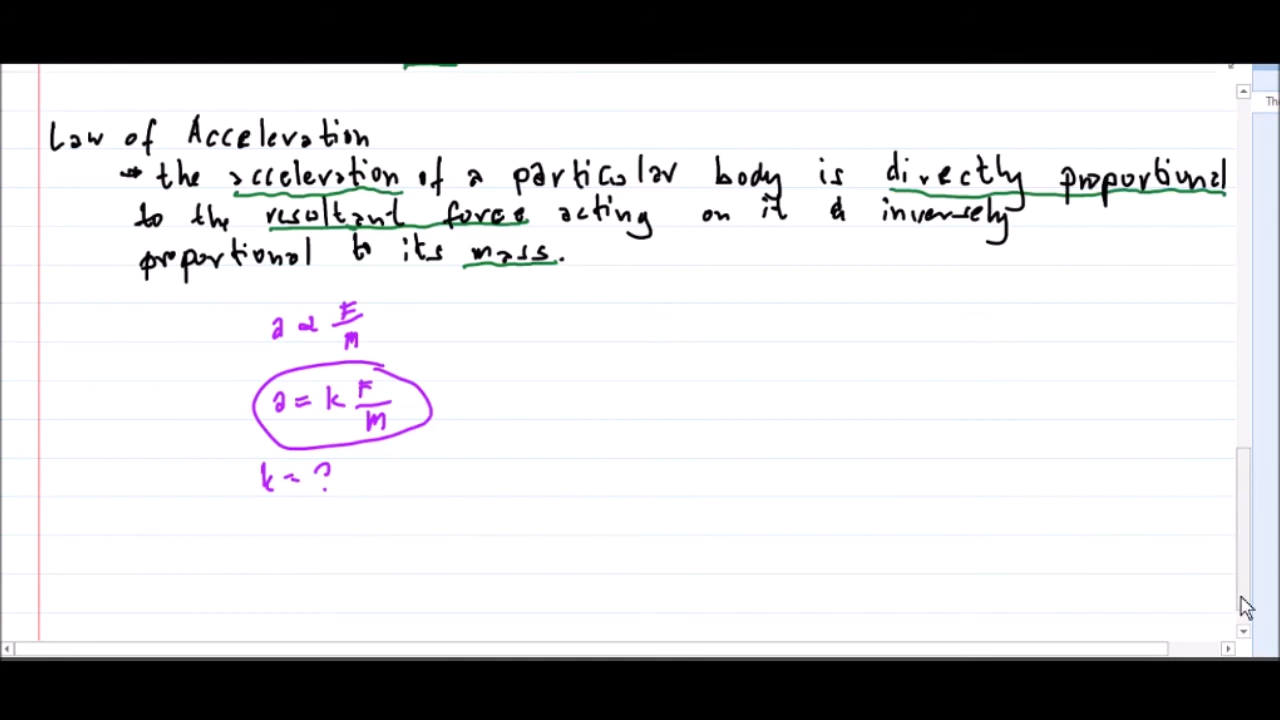 Law of Acceleration
→ the acceleration of a particular body is directly proportional
to the resultant force acting on it & inversely
proportional to its mass.
a ∝ F/m
a = k F/m
k = ?
Th